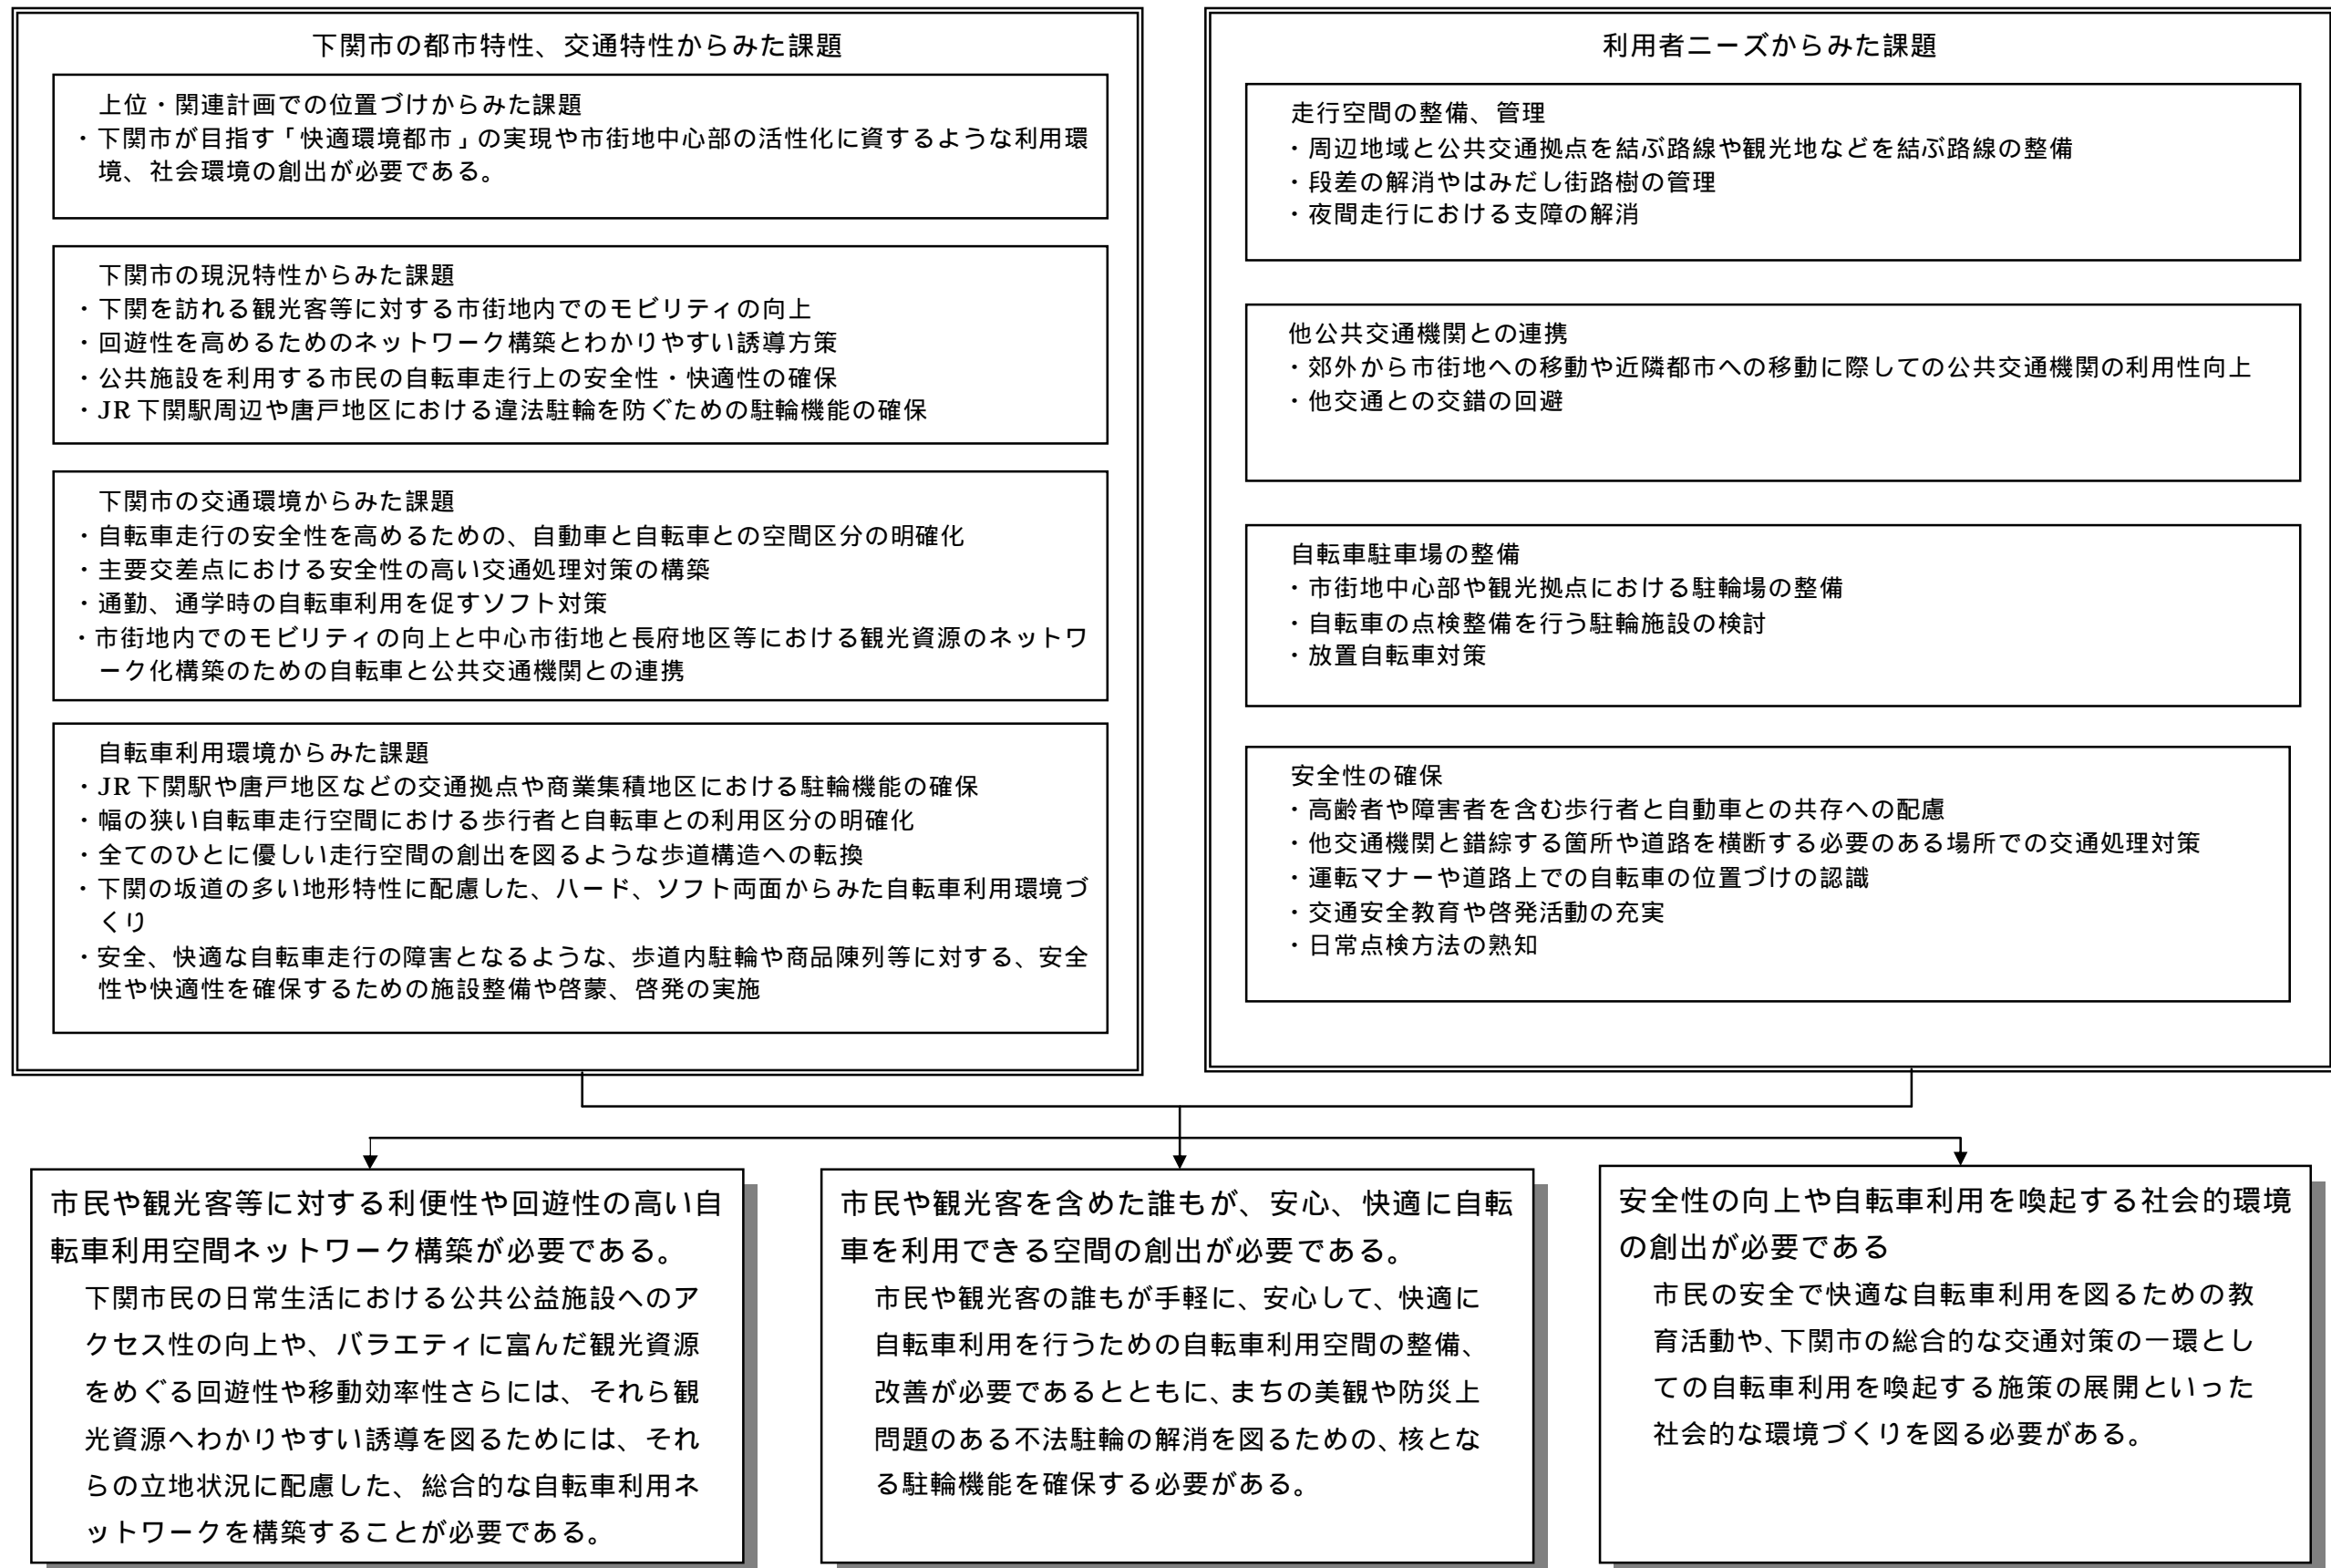 下関市の都市特性、交通特性からみた課題
上位・関連計画での位置づけからみた課題
・下関市が目指す「快適環境都市」の実現や市街地中心部の活性化に資するような利用環
境、社会環境の創出が必要である。
下関市の現況特性からみた課題
・下関を訪れる観光客等に対する市街地内でのモビリティの向上
・回遊性を高めるためのネットワーク構築とわかりやすい誘導方策
・公共施設を利用する市民の自転車走行上の安全性・快適性の確保
・JR下関駅周辺や唐戸地区における違法駐輪を防ぐための駐輪機能の確保
下関市の交通環境からみた課題
・自転車走行の安全性を高めるための、自動車と自転車との空間区分の明確化
・主要交差点における安全性の高い交通処理対策の構築
・通勤、通学時の自転車利用を促すソフト対策
・市街地内でのモビリティの向上と中心市街地と長府地区等における観光資源のネットワ
ーク化構築のための自転車と公共交通機関との連携
自転車利用環境からみた課題
・JR下関駅や唐戸地区などの交通拠点や商業集積地区における駐輪機能の確保
・幅の狭い自転車走行空間における歩行者と自転車との利用区分の明確化
・全てのひとに優しい走行空間の創出を図るような歩道構造への転換
・下関の坂道の多い地形特性に配慮した、ハード、ソフト両面からみた自転車利用環境づ
くり
・安全、快適な自転車走行の障害となるような、歩道内駐輪や商品陳列等に対する、安全
性や快適性を確保するための施設整備や啓蒙、啓発の実施
利用者ニーズからみた課題
走行空間の整備、管理
・周辺地域と公共交通拠点を結ぶ路線や観光地などを結ぶ路線の整備
・段差の解消やはみだし街路樹の管理
・夜間走行における支障の解消
他公共交通機関との連携
・郊外から市街地への移動や近隣都市への移動に際しての公共交通機関の利用性向上
・他交通との交錯の回避
自転車駐車場の整備
・市街地中心部や観光拠点における駐輪場の整備
・自転車の点検整備を行う駐輪施設の検討
・放置自転車対策
安全性の確保
・高齢者や障害者を含む歩行者と自動車との共存への配慮
・他交通機関と錯綜する箇所や道路を横断する必要のある場所での交通処理対策
・運転マナーや道路上での自転車の位置づけの認識
・交通安全教育や啓発活動の充実
・日常点検方法の熟知
市民や観光客等に対する利便性や回遊性の高い自
転車利用空間ネットワーク構築が必要である。
下関市民の日常生活における公共公益施設へのア
クセス性の向上や、バラエティに富んだ観光資源
をめぐる回遊性や移動効率性さらには、それら観
光資源へわかりやすい誘導を図るためには、それ
らの立地状況に配慮した、総合的な自転車利用ネ
ットワークを構築することが必要である。
市民や観光客を含めた誰もが、安心、快適に自転
車を利用できる空間の創出が必要である。
市民や観光客の誰もが手軽に、安心して、快適に
自転車利用を行うための自転車利用空間の整備、
改善が必要であるとともに、まちの美観や防災上
問題のある不法駐輪の解消を図るための、核とな
る駐輪機能を確保する必要がある。
安全性の向上や自転車利用を喚起する社会的環境
の創出が必要である
市民の安全で快適な自転車利用を図るための教
育活動や、下関市の総合的な交通対策の一環とし
ての自転車利用を喚起する施策の展開といった
社会的な環境づくりを図る必要がある。